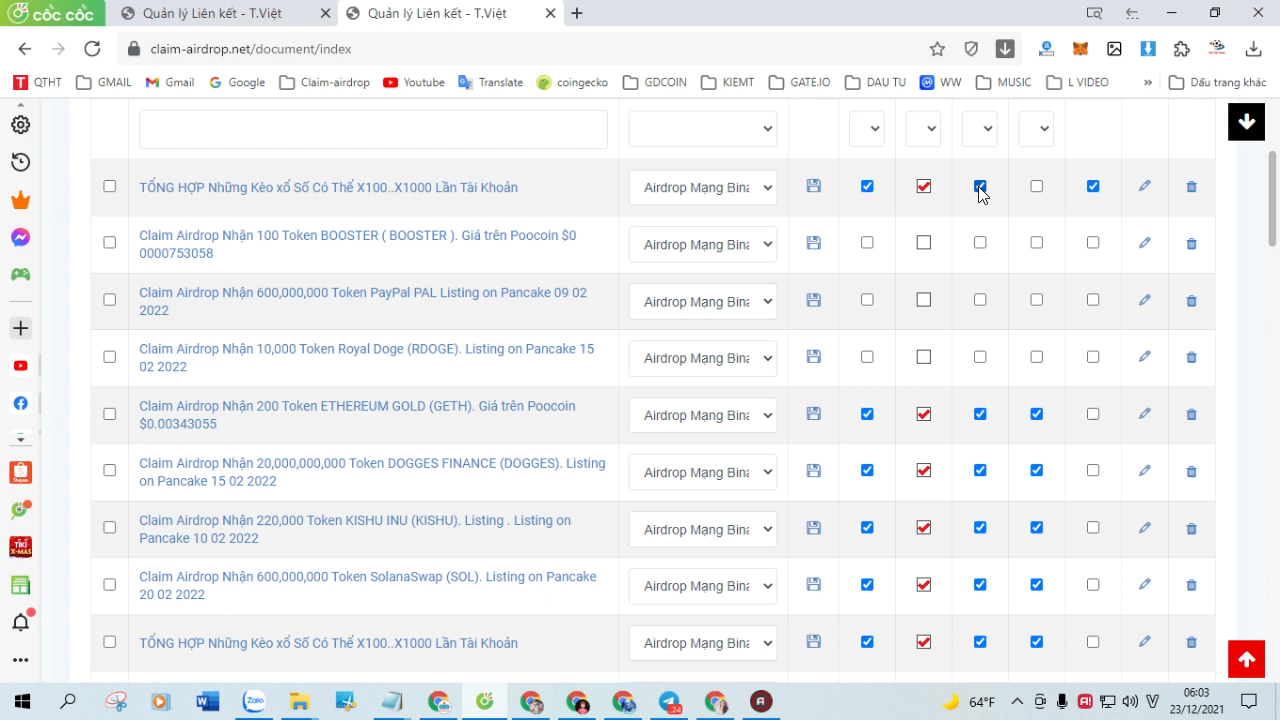 CỐC CỐC
Quản lý kết - T.Việt
Quản lý kết - T.Việt
claim-airdrop.net/document/index
QTHT
GMAIL
Gmail
Google
Claim-airdrop
Youtube
Translate
coingecko
GDCOIN
KIEMT
GATE.IO
DAU TU
WW
MUSIC
L VIDEO
»
Dấu trang khác
TỔNG HỢP Những Kèo xổ Số Có Thể X100..X1000 Lần Tài Khoản
Airdrop Mạng Bina
Claim Airdrop Nhận 100 Token BOOSTER ( BOOSTER ). Giá trên Poocoin $0
0000753058
Airdrop Mạng Bina
Claim Airdrop Nhận 600,000,000 Token PayPal PAL Listing on Pancake 09 02
2022
Airdrop Mạng Bina
Claim Airdrop Nhận 10,000 Token Royal Doge (RDOGE). Listing on Pancake 15
02 2022
Airdrop Mạng Bina
Claim Airdrop Nhận 200 Token ETHEREUM GOLD (GETH). Giá trên Poocoin
$0.00343055
Airdrop Mạng Bina
Claim Airdrop Nhận 20,000,000,000 Token DOGGES FINANCE (DOGGES). Listing
on Pancake 15 02 2022
Airdrop Mạng Bina
Claim Airdrop Nhận 220,000 Token KISHU INU (KISHU). Listing . Listing on
Pancake 10 02 2022
Airdrop Mạng Bina
Claim Airdrop Nhận 600,000,000 Token SolanaSwap (SOL). Listing on Pancake
20 02 2022
Airdrop Mạng Bina
TỔNG HỢP Những Kèo xổ Số Có Thể X100..X1000 Lần Tài Khoản
Airdrop Mạng Bina
Shopee
TIKI
X-MAS
Zalo
24
64°F
06:03
23/12/2021